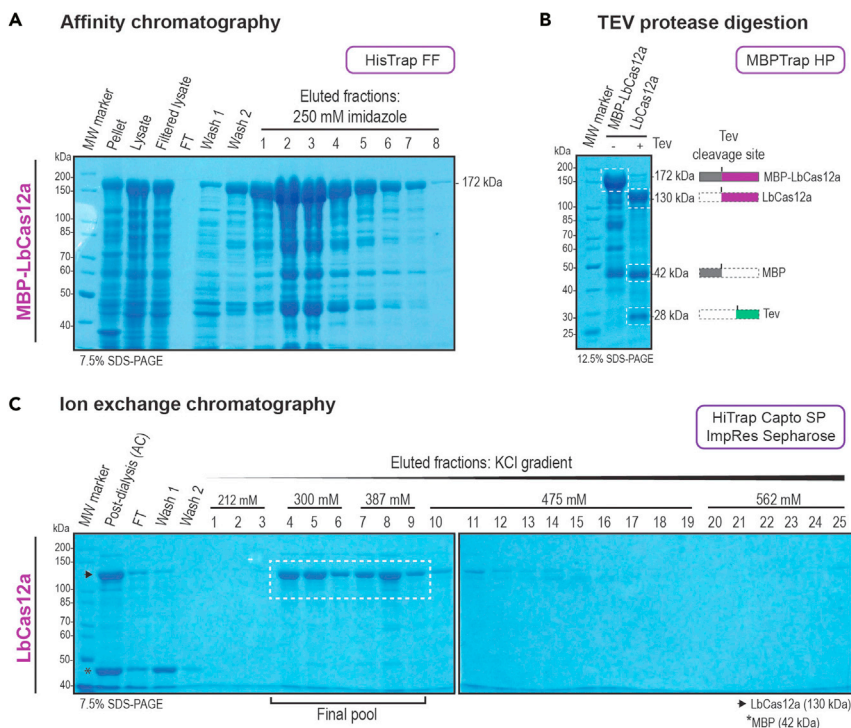 A Affinity chromatography
HisTrap FF
MW marker
Pellet
Lysate
Filtered lysate
FT
Wash 1
Wash 2
Eluted fractions:
250 mM imidazole
1 2 3 4 5 6 7 8
kDa
200
150
100
85
70
60
50
40
- 172 kDa
MBP-LbCas12a
7.5% SDS-PAGE
B TEV protease digestion
MBPTrap HP
MW marker
MBP-LbCas12a
LbCas12a
- + Tev
Tev
cleavage site
kDa
200
150
120
100
85
70
60
50
40
30
25
172 kDa MBP-LbCas12a
130 kDa LbCas12a
42 kDa MBP
28 kDa Tev
12.5% SDS-PAGE
C Ion exchange chromatography
HiTrap Capto SP
ImpRes Sepharose
Eluted fractions: KCl gradient
MW marker
Post-dialysis (AC)
FT
Wash 1
Wash 2
212 mM 300 mM 387 mM 475 mM 562 mM
1 2 3 4 5 6 7 8 9 10 11 12 13 14 15 16 17 18 19 20 21 22 23 24 25
kDa
200
150
100
85
70
60
50
40
*
LbCas12a
7.5% SDS-PAGE
Final pool
LbCas12a (130 kDa)
*MBP (42 kDa)